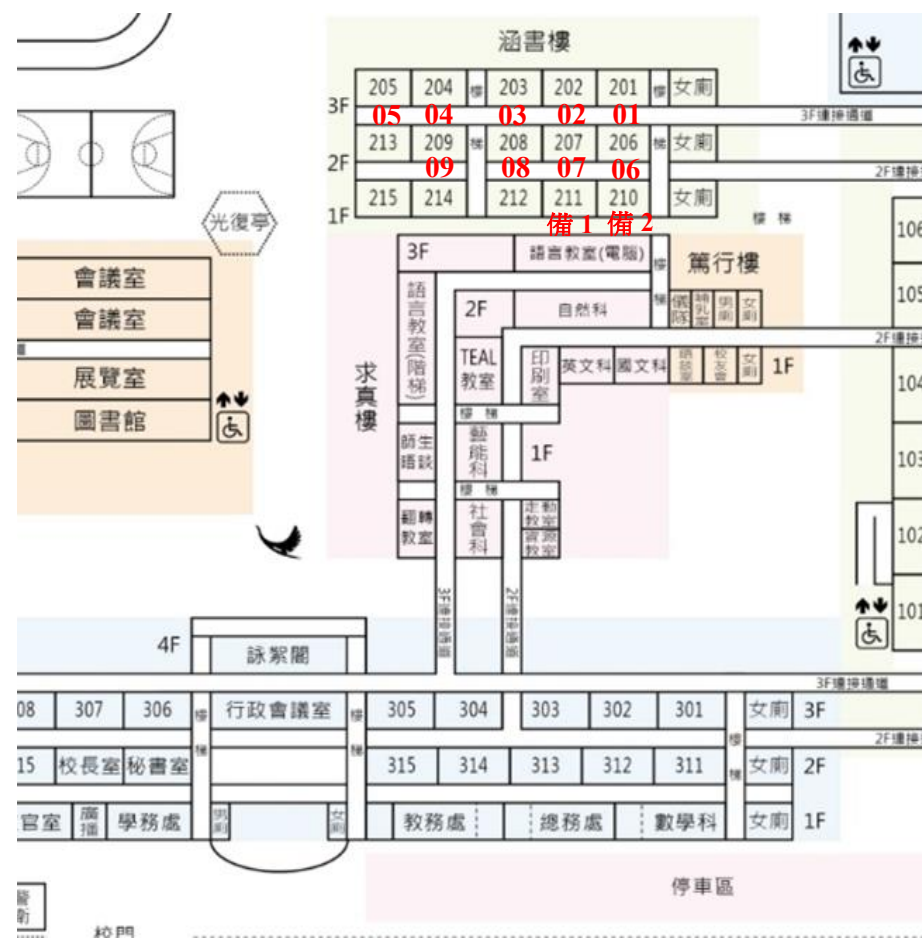 涵書樓
3F 205 204 樓 203 202 201 樓 女廁
05 04 03 02 01 3F連接通道
2F 213 209 梯 208 207 206 梯 女廁
09 08 07 06 2F連接
1F 215 214 212 211 210 女廁
備1 備2 樓梯
光復亭
106
3F 語言教室(電腦) 樓 篤行樓
會議室
語言教室(階梯) 2F 自然科 梯 儀隊 哺乳室 男廁 女廁 105
會議室
2F連接
求真樓 TEAL教室 印刷室 英文科 國文科 校友會 女廁 1F
展覽室
104
圖書館
樓梯
師生晤談 藝能科 1F 103
樓梯
翻轉教室 社會科 走動教室 資源教室 102
101
3F連接通道 2F連接通道
4F 詠絮閣
3F連接通道
08 307 306 樓 行政會議室 樓 305 304 303 302 301 女廁 3F
樓 2F連接
15 校長室 秘書室 梯 梯 315 314 313 312 311 梯 女廁 2F
官室 廣播 學務處 男廁 女廁 教務處 總務處 數學科 女廁 1F
停車區
警衛
校門